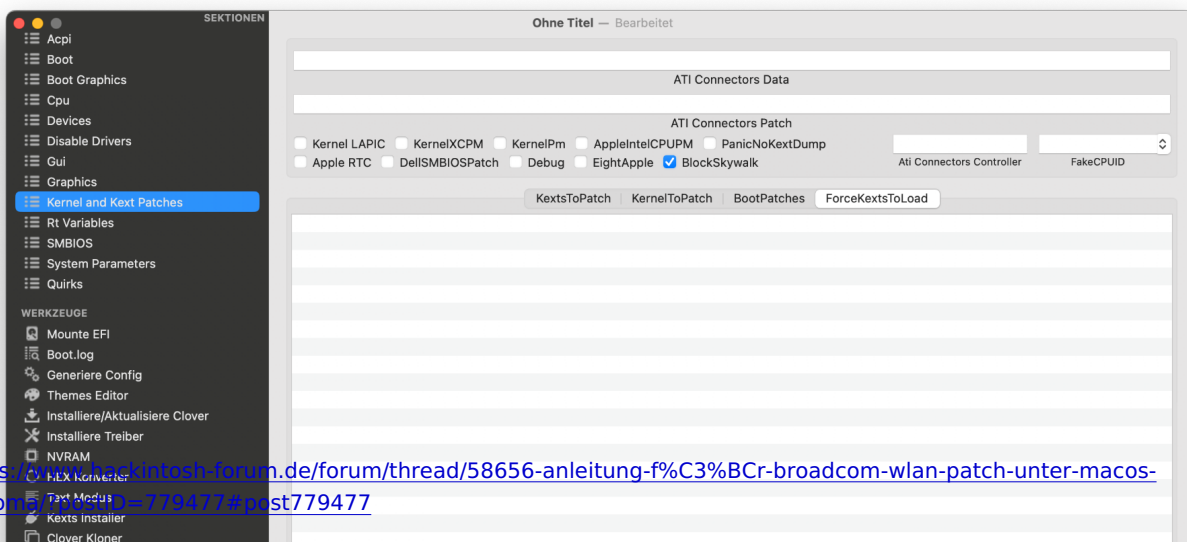 SEKTIONEN
Ohne Titel — Bearbeitet
Acpi
Boot
Boot Graphics
Cpu
Devices
Disable Drivers
Gui
Graphics
Kernel and Kext Patches
Rt Variables
SMBIOS
System Parameters
Quirks
WERKZEUGE
Mounte EFI
Boot.log
Generiere Config
Themes Editor
Installiere/Aktualisiere Clover
Installiere Treiber
NVRAM
HEX Konverter
Text Modus
Kexts Installer
Clover Kloner
ATI Connectors Data
ATI Connectors Patch
Kernel LAPIC KernelXCPM KernelPm AppleIntelCPUPM PanicNoKextDump
Apple RTC DellSMBIOSPatch Debug EightApple BlockSkywalk
Ati Connectors Controller FakeCPUID
KextsToPatch KernelToPatch BootPatches ForceKextsToLoad
s://www.hackintosh-forum.de/forum/thread/58656-anleitung-f%C3%BCr-broadcom-wlan-patch-unter-macos-
oma/?postID=779477#post779477